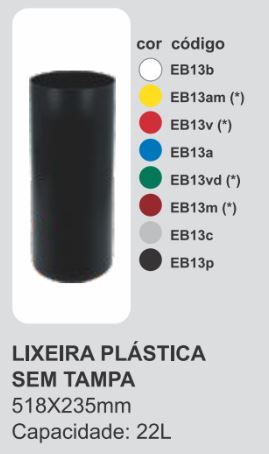 cor código
EB13b
EB13am (*)
EB13v (*)
EB13a
EB13vd (*)
EB13m (*)
EB13c
EB13p
LIXEIRA PLÁSTICA
SEM TAMPA
518X235mm
Capacidade: 22L